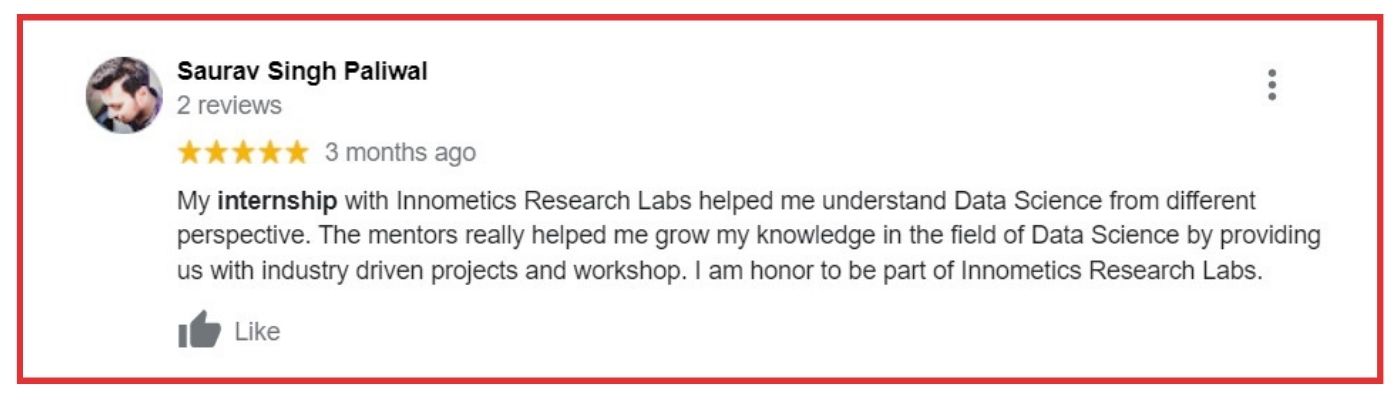 Saurav Singh Paliwal
2 reviews
3 months ago
My internship with Innometics Research Labs helped me understand Data Science from different
perspective. The mentors really helped me grow my knowledge in the field of Data Science by providing
us with industry driven projects and workshop. I am honor to be part of Innometics Research Labs.
Like